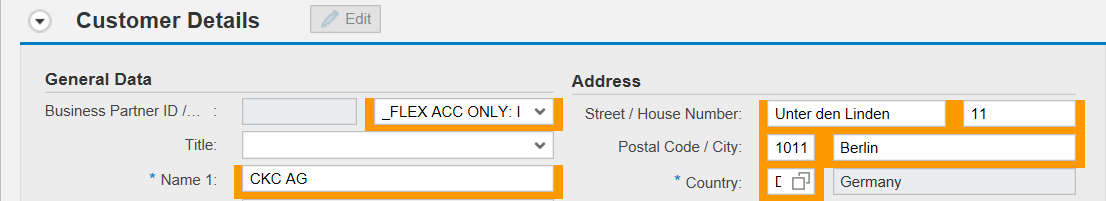 Customer Details
Edit
General Data
Business Partner ID /... :
_FLEX ACC ONLY: I
Title:
* Name 1:
CKC AG
Address
Street / House Number:
Unter den Linden
11
Postal Code / City:
1011
Berlin
* Country:
Germany